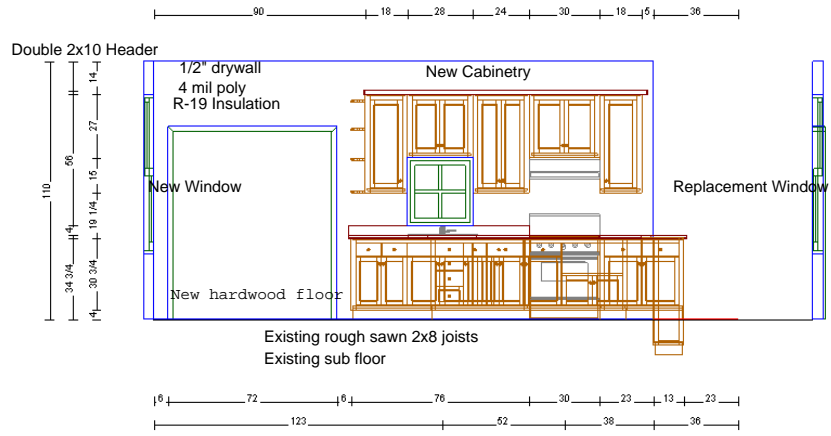 90 18 28 24 30 18 5 36
Double 2x10 Header
1/2" drywall
4 mil poly
R-19 Insulation
New Cabinetry
New Window
Replacement Window
New hardwood floor
Existing rough sawn 2x8 joists
Existing sub floor
110
56
4
34 3/4
14
27
15
19 1/4
30 3/4
4
6 72 6 76 30 23 13 23
123 52 38 36